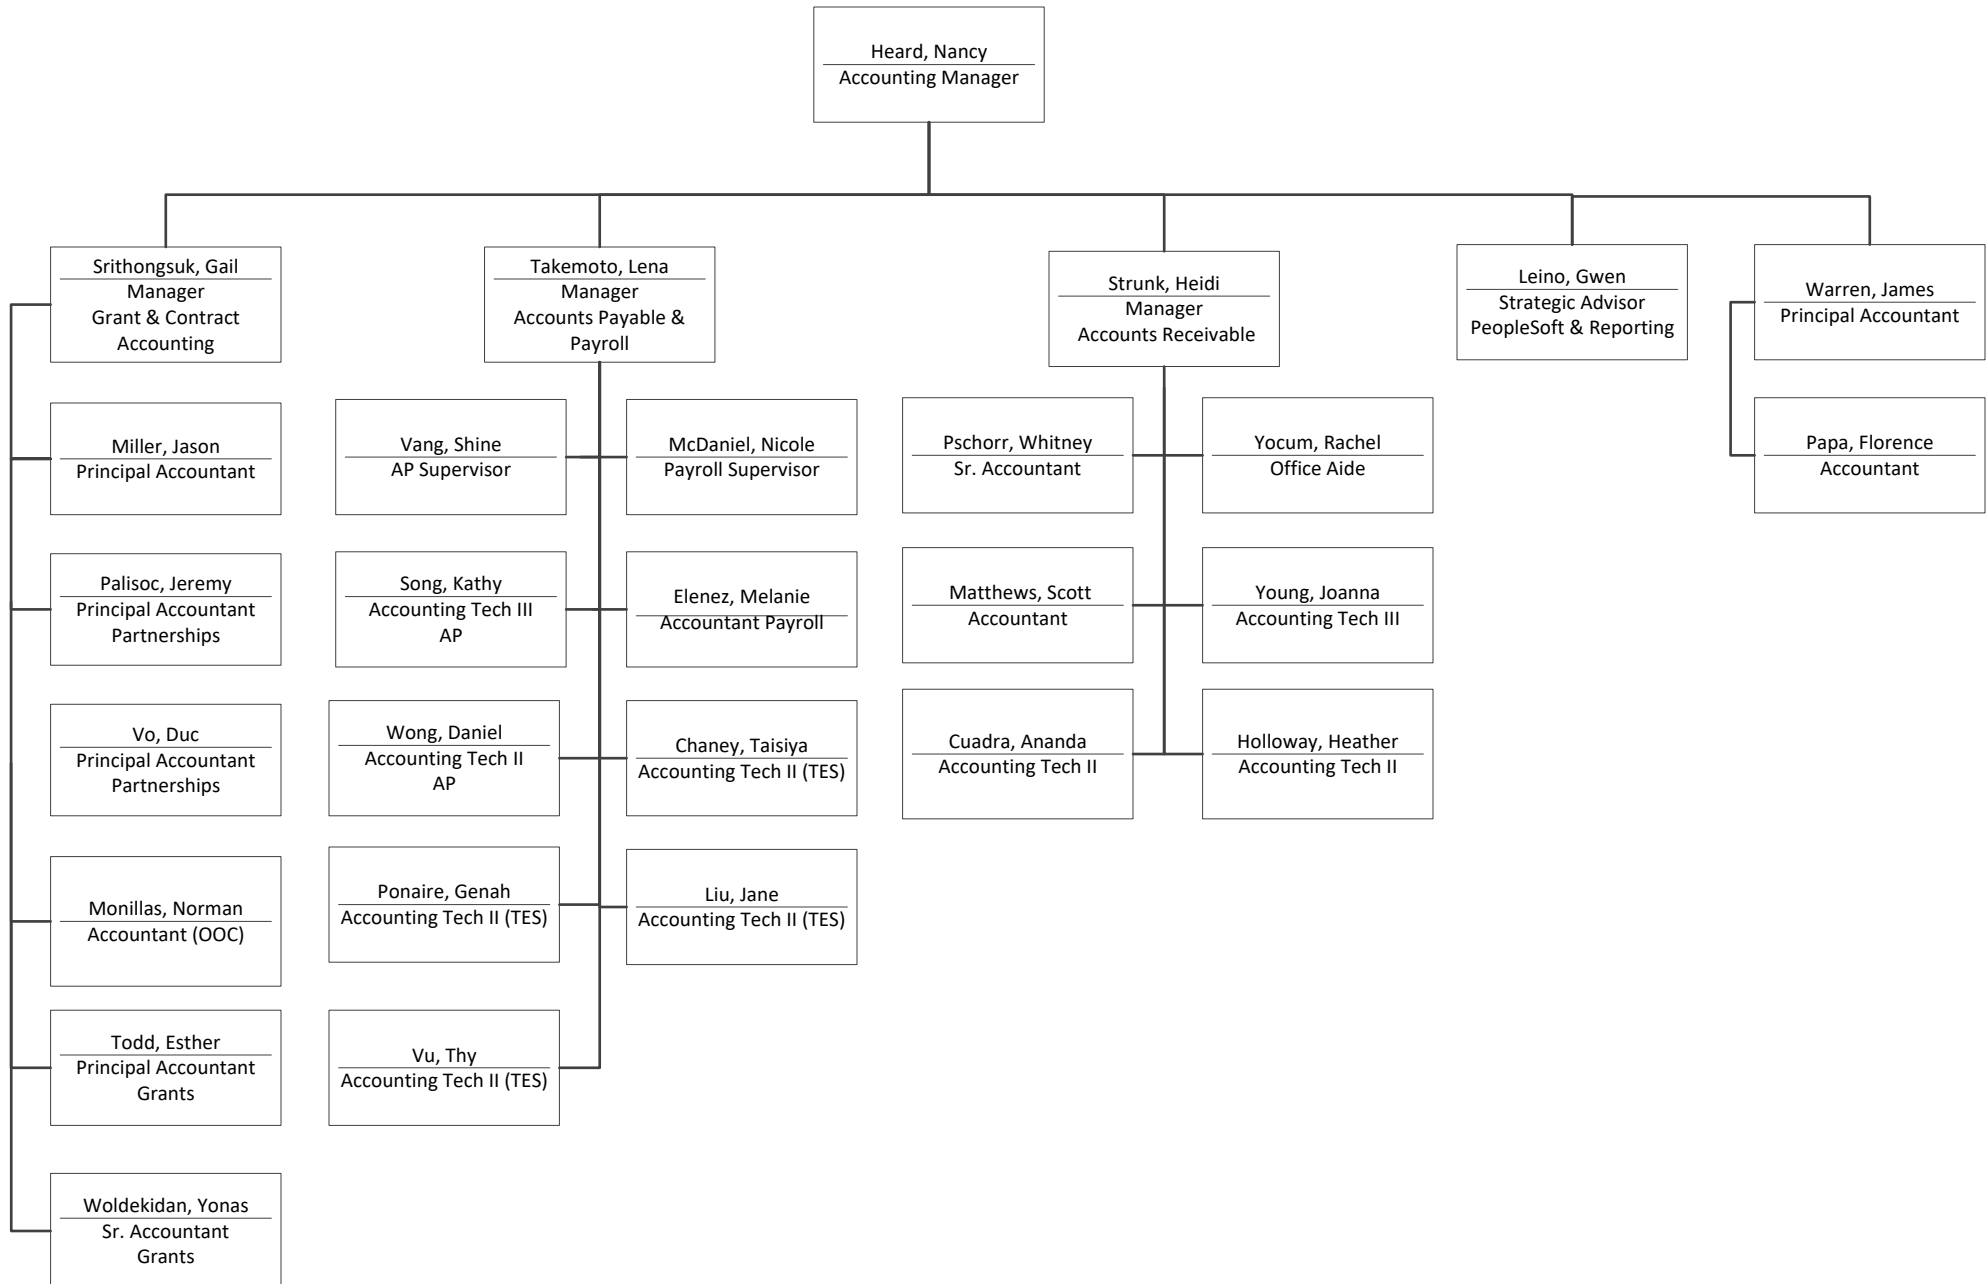 Heard, Nancy
Accounting Manager
Srithongsuk, Gail
Manager
Grant & Contract
Accounting
Takemoto, Lena
Manager
Accounts Payable &
Payroll
Strunk, Heidi
Manager
Accounts Receivable
Leino, Gwen
Strategic Advisor
PeopleSoft & Reporting
Warren, James
Principal Accountant
Miller, Jason
Principal Accountant
Vang, Shine
AP Supervisor
McDaniel, Nicole
Payroll Supervisor
Pschorr, Whitney
Sr. Accountant
Yocum, Rachel
Office Aide
Papa, Florence
Accountant
Palisoc, Jeremy
Principal Accountant
Partnerships
Song, Kathy
Accounting Tech III
AP
Elenez, Melanie
Accountant Payroll
Matthews, Scott
Accountant
Young, Joanna
Accounting Tech III
Vo, Duc
Principal Accountant
Partnerships
Wong, Daniel
Accounting Tech II
AP
Chaney, Taisiya
Accounting Tech II (TES)
Cuadra, Ananda
Accounting Tech II
Holloway, Heather
Accounting Tech II
Monillas, Norman
Accountant (OOC)
Ponaire, Genah
Accounting Tech II (TES)
Liu, Jane
Accounting Tech II (TES)
Todd, Esther
Principal Accountant
Grants
Vu, Thy
Accounting Tech II (TES)
Woldekidan, Yonas
Sr. Accountant
Grants